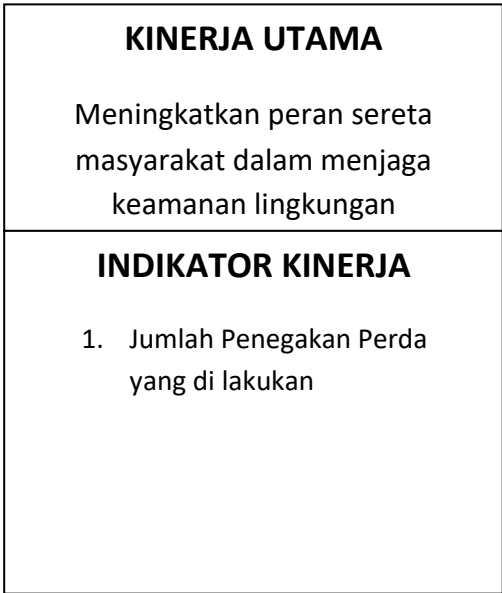 KINERJA UTAMA
Meningkatkan peran sereta
masyarakat dalam menjaga
keamanan lingkungan
INDIKATOR KINERJA
1. Jumlah Penegakan Perda
yang di lakukan